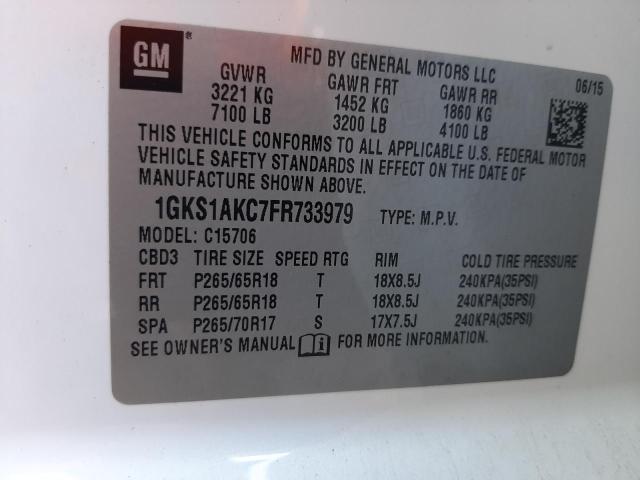 GM
MFD BY GENERAL MOTORS LLC
GVWR GAWR FRT GAWR RR 06/15
3221 KG 1452 KG 1860 KG
7100 LB 3200 LB 4100 LB
THIS VEHICLE CONFORMS TO ALL APPLICABLE U.S. FEDERAL MOTOR
VEHICLE SAFETY STANDARDS IN EFFECT ON THE DATE OF
MANUFACTURE SHOWN ABOVE.
1GKS1AKC7FR733979 TYPE: M.P.V.
MODEL: C15706
CBD3 TIRE SIZE SPEED RTG RIM COLD TIRE PRESSURE
FRT P265/65R18 T 18X8.5J 240KPA(35PSI)
RR P265/65R18 T 18X8.5J 240KPA(35PSI)
SPA P265/70R17 S 17X7.5J 240KPA(35PSI)
SEE OWNER'S MANUAL i FOR MORE INFORMATION.